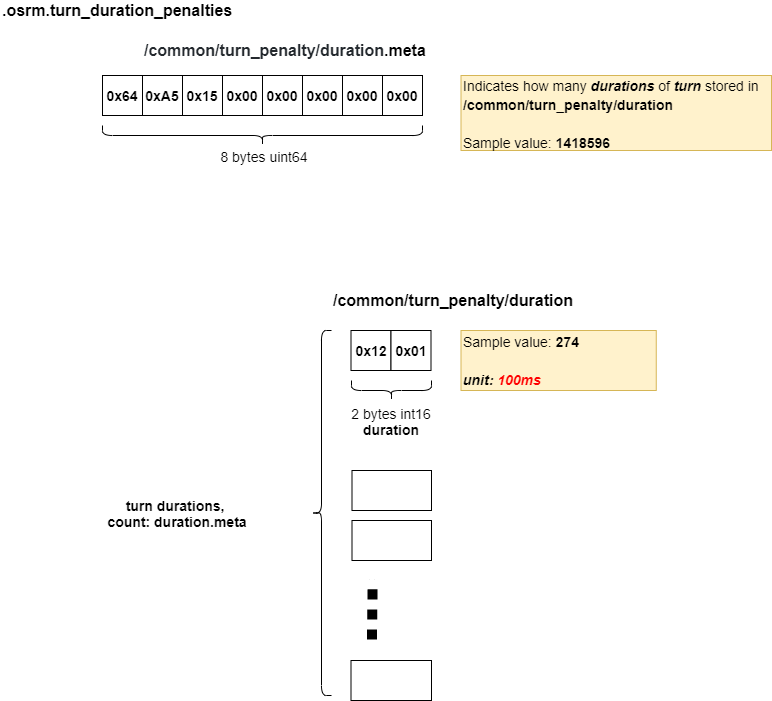 .osrm.turn_duration_penalties
/common/turn_penalty/duration.meta
0x64 0xA5 0x15 0x00 0x00 0x00 0x00 0x00
8 bytes uint64
Indicates how many durations of turn stored in
/common/turn_penalty/duration
Sample value: 1418596
/common/turn_penalty/duration
0x12 0x01
2 bytes int16
duration
Sample value: 274
unit: 100ms
turn durations,
count: duration.meta